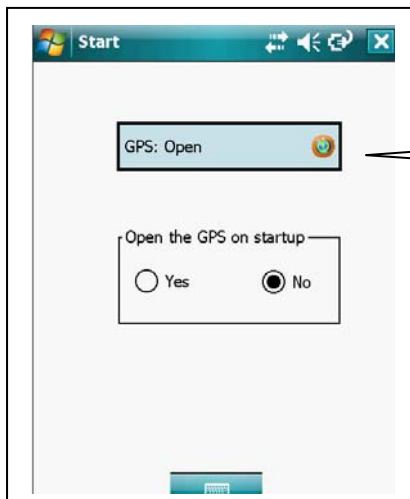 Start
GPS: Open
Open the GPS on startup
Yes No